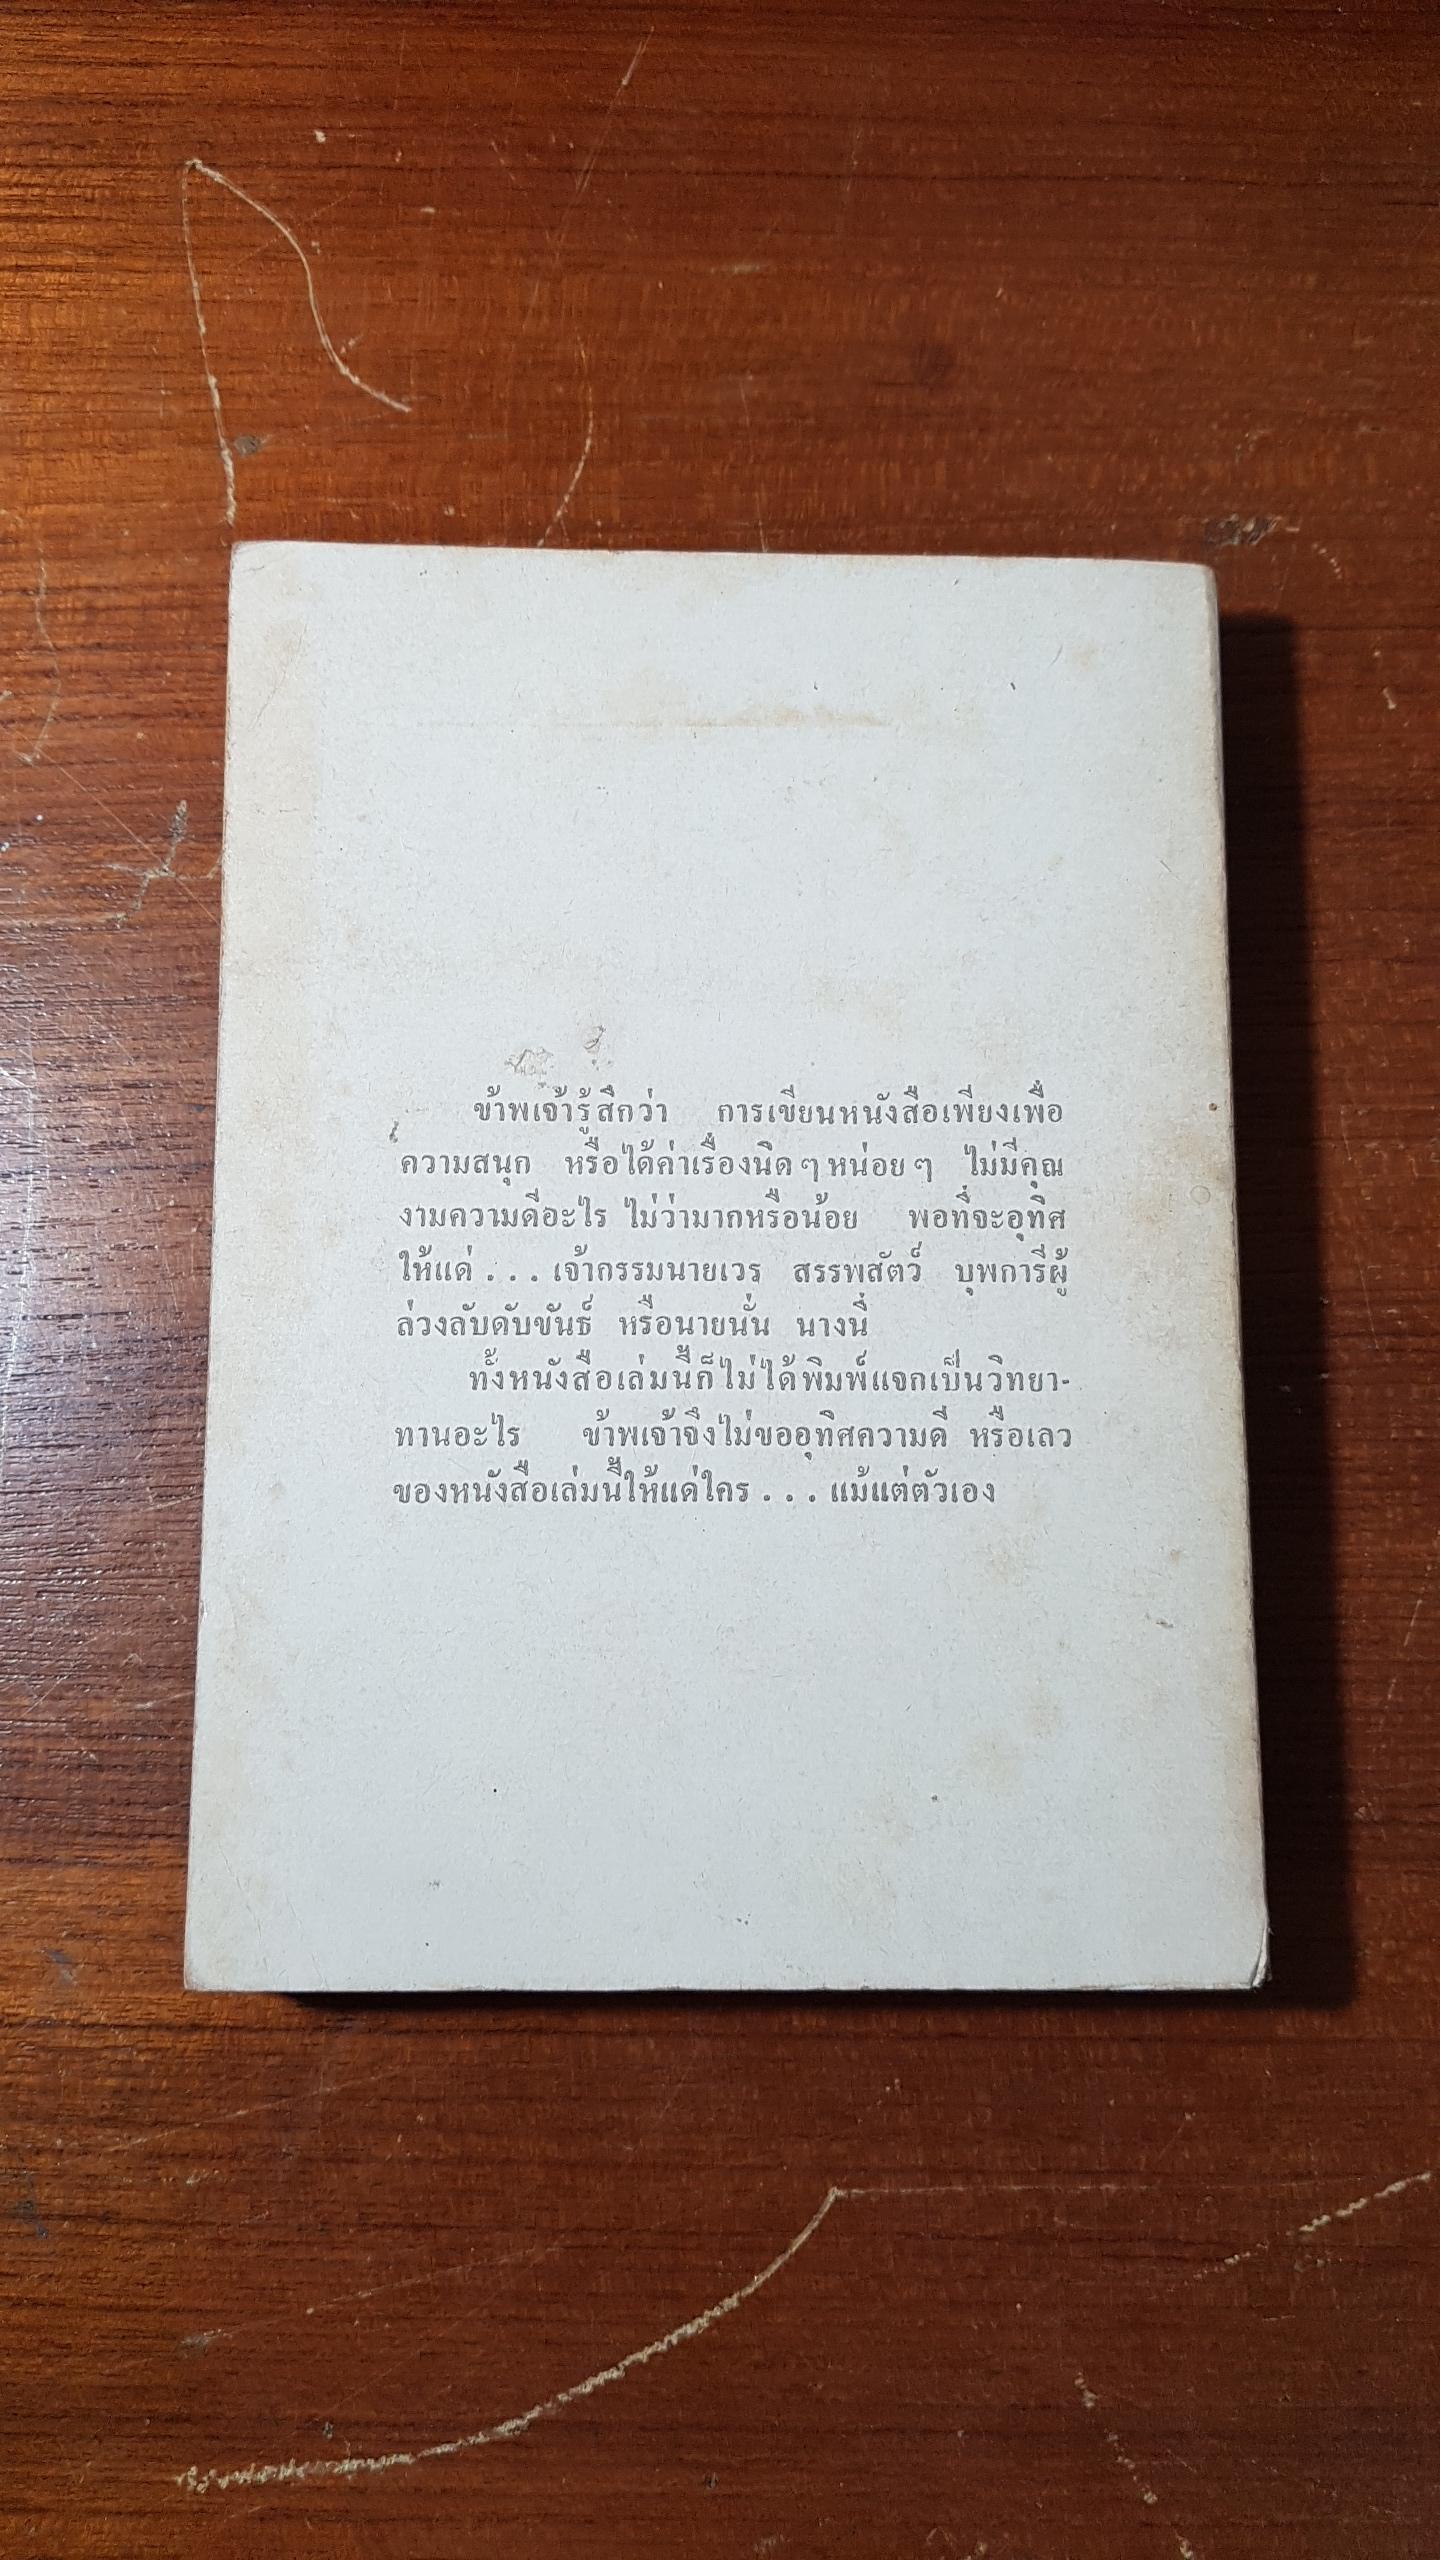 ข้าพเจ้ารู้สึกว่า การเขียนหนังสือเพียงเพื่อ
ความสนุก หรือได้ค่าเรื่องนิดๆหน่อยๆ ไม่มีคุณ
งามความดีอะไร ไม่ว่ามากหรือน้อย พอที่จะอุทิศ
ให้แด่ . . . เจ้ากรรมนายเวร สรรพสัตว์ บุพการีผู้
ล่วงลับดับขันธ์ หรือนายนั่น นางนี่
ทั้งหนังสือเล่มนี้ก็ไม่ได้พิมพ์แจกเป็นวิทยา-
ทานอะไร ข้าพเจ้าจึงไม่ขออุทิศความดี หรือเลว
ของหนังสือเล่มนี้ให้แด่ใคร . . . แม้แต่ตัวเอง